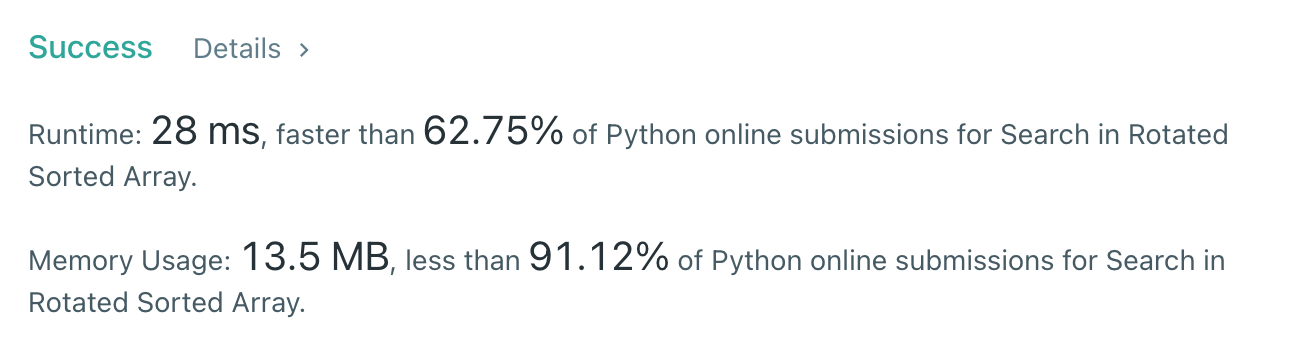 Success Details >
Runtime: 28 ms, faster than 62.75% of Python online submissions for Search in Rotated
Sorted Array.
Memory Usage: 13.5 MB, less than 91.12% of Python online submissions for Search in
Rotated Sorted Array.